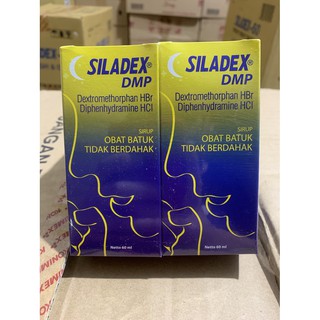 SILADEX®
DMP
Dextromethorphan HBr
Diphenhydramine HCl
SIRUP
OBAT BATUK
TIDAK BERDAHAK
Netto 60 ml
SILADEX®
DMP
Dextromethorphan HBr
Diphenhydramine HCl
SIRUP
OBAT BATUK
TIDAK BERDAHAK
Netto 60 ml